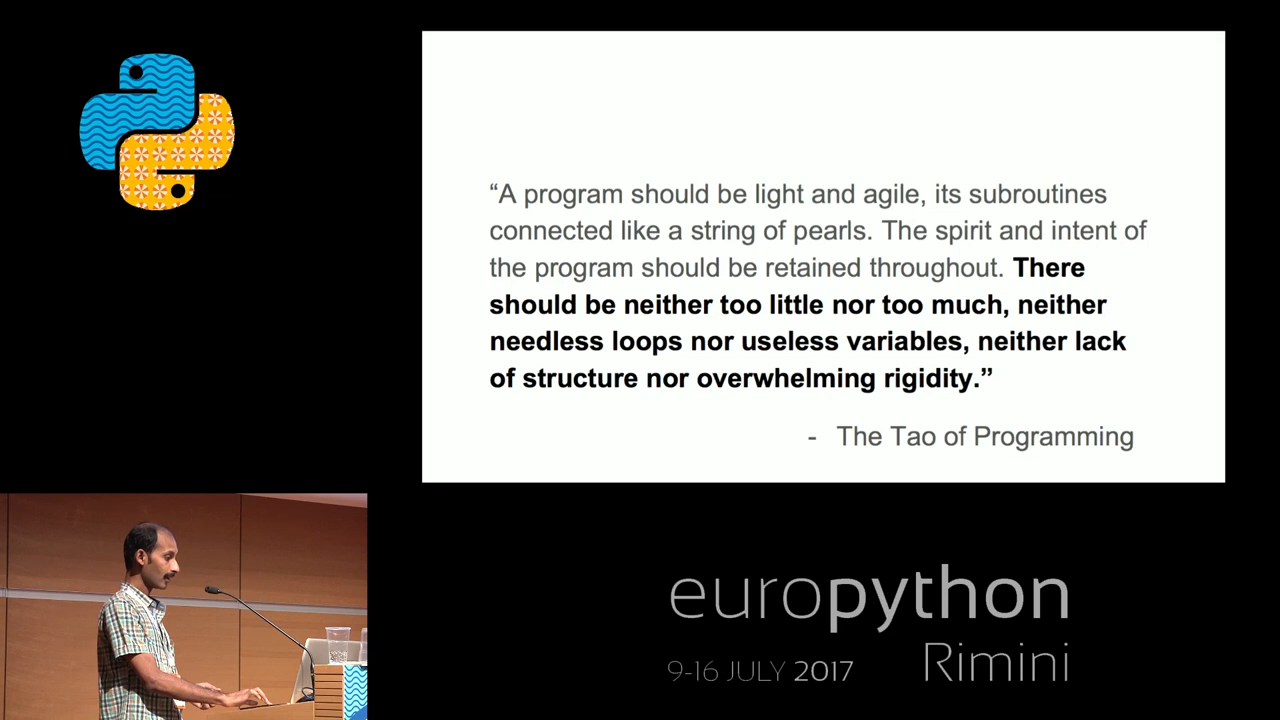 “A program should be light and agile, its subroutines
connected like a string of pearls. The spirit and intent of
the program should be retained throughout. There
should be neither too little nor too much, neither
needless loops nor useless variables, neither lack
of structure nor overwhelming rigidity.”
- The Tao of Programming
europython
Rimini
9-16 JULY 2017